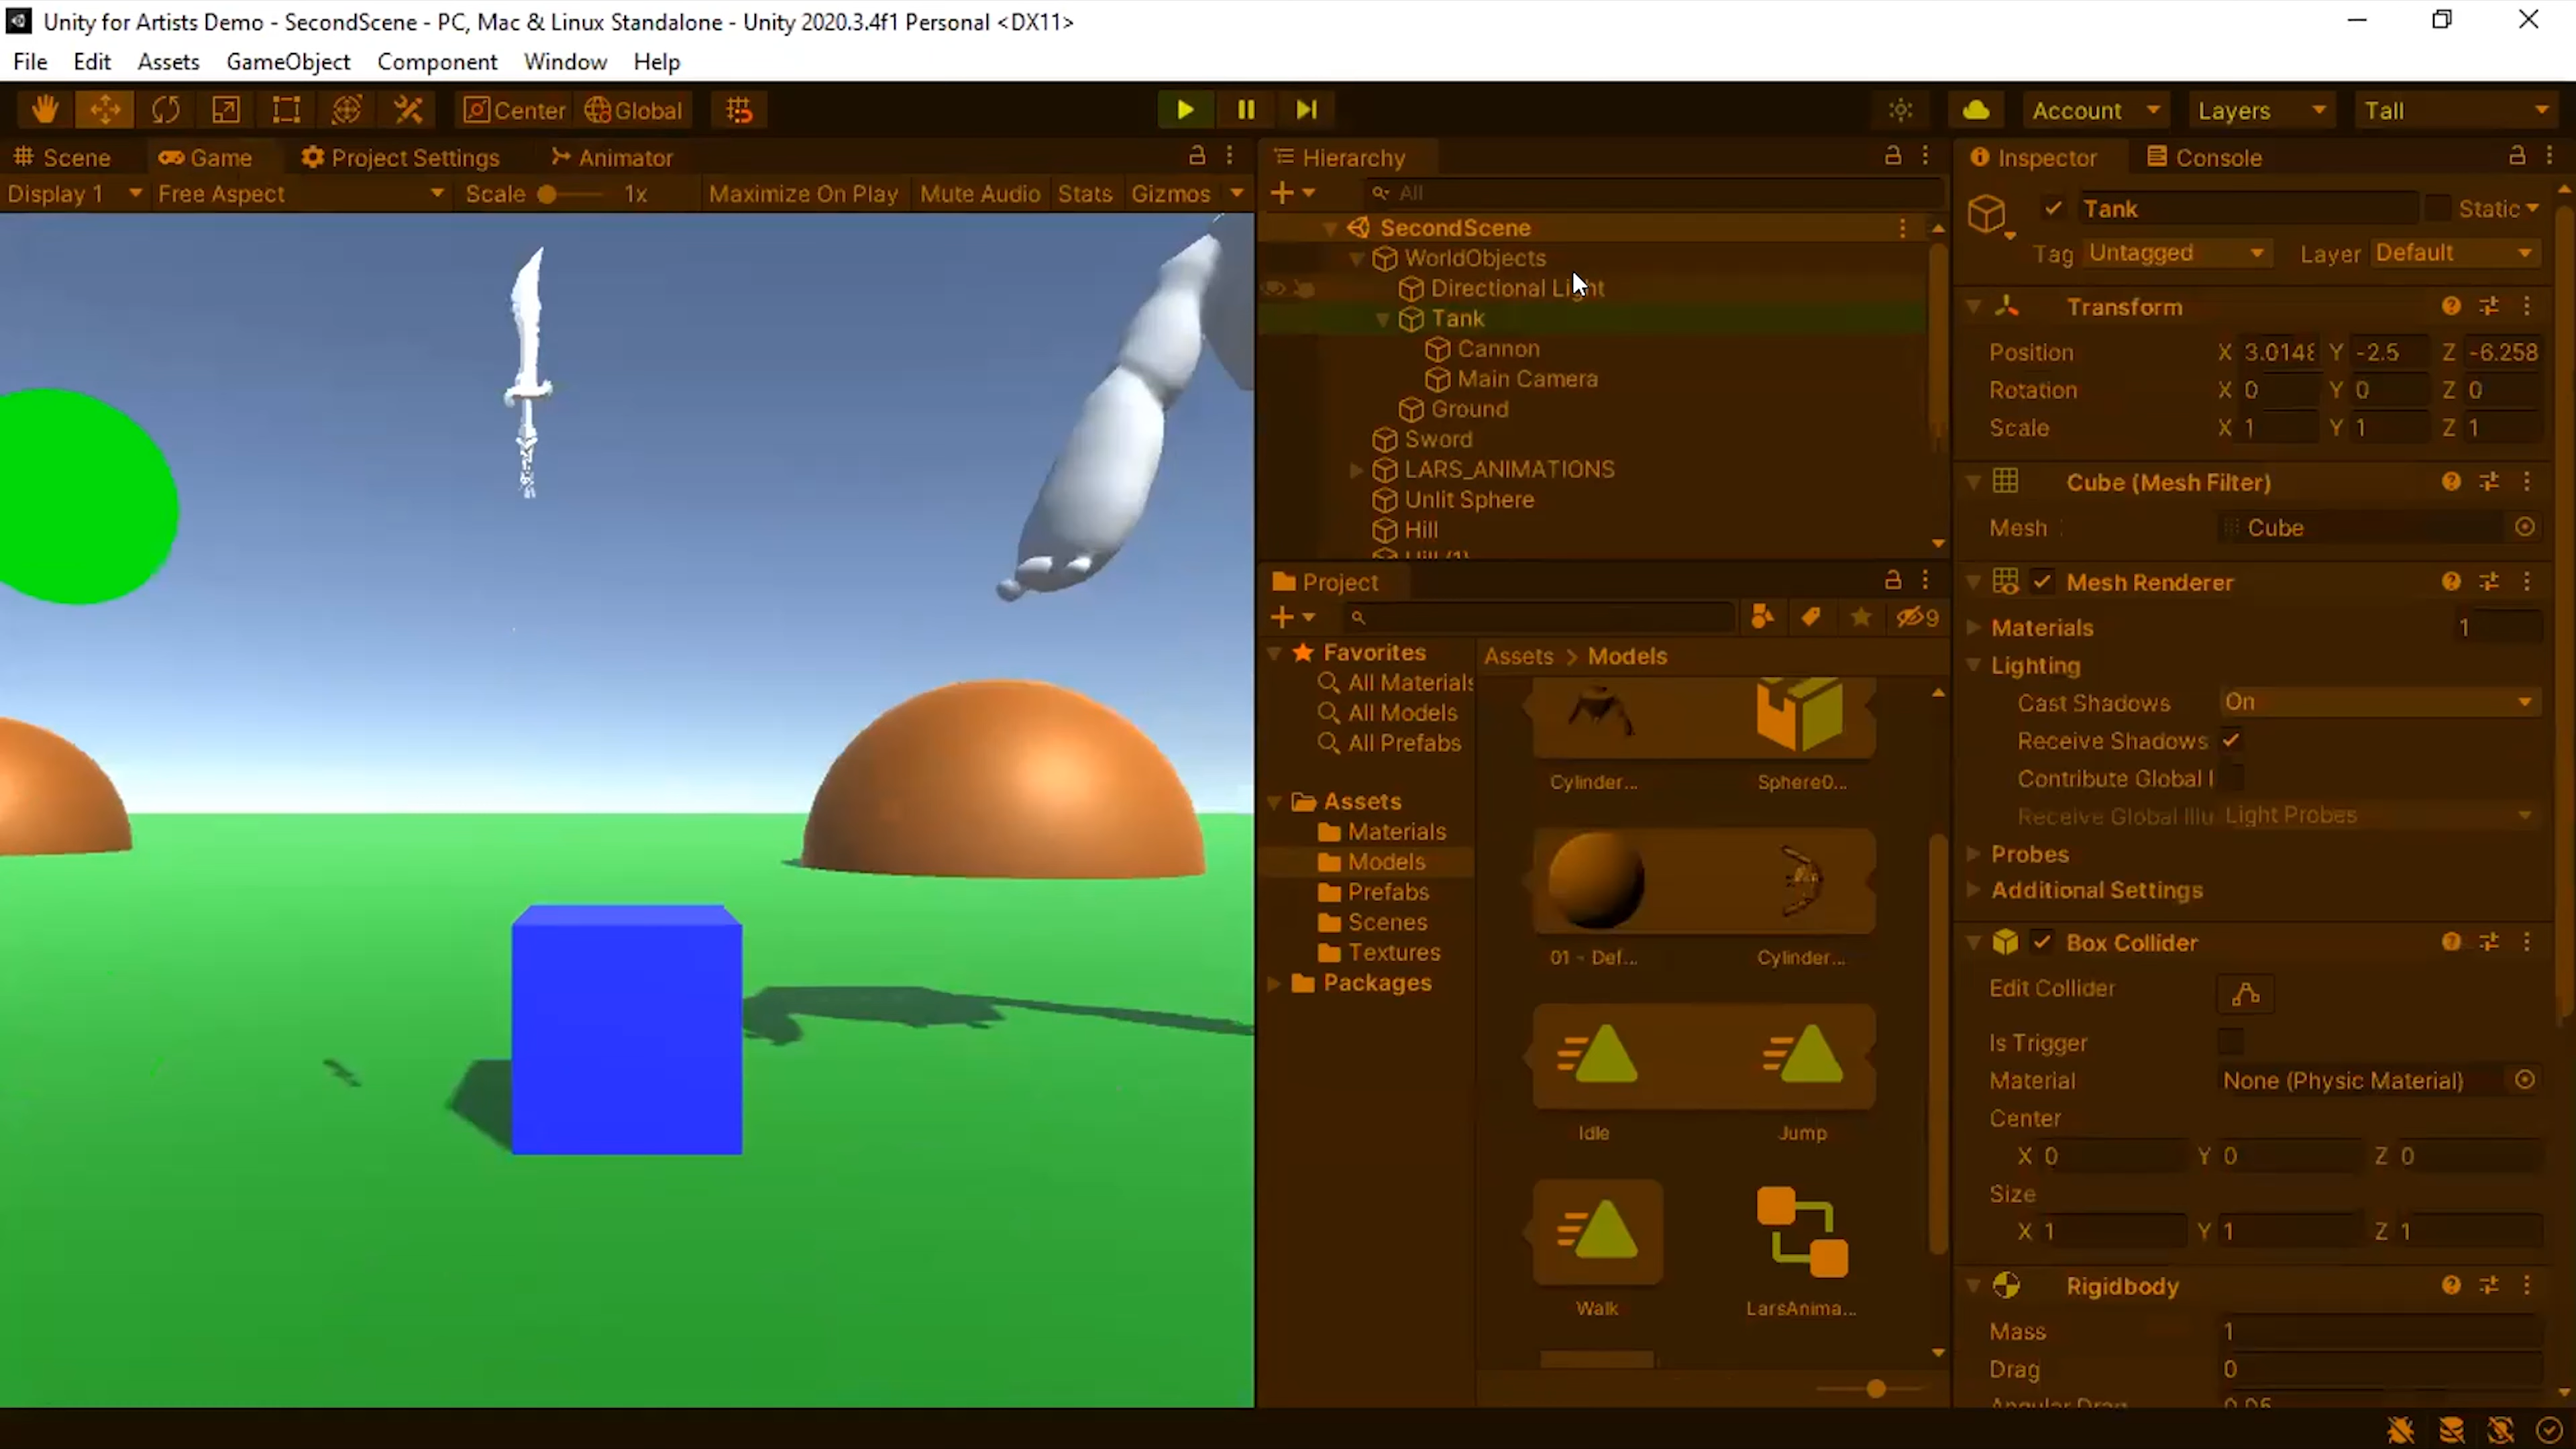 Unity for Artists Demo - SecondScene - PC, Mac & Linux Standalone - Unity 2020.3.4f1 Personal <DX11>
File Edit Assets GameObject Component Window Help
Center Global Account Layers Tall
Scene Game Project Settings Animator
Display 1 Free Aspect Scale 1x Maximize On Play Mute Audio Stats Gizmos
Hierarchy
All
SecondScene
WorldObjects
Directional Light
Tank
Cannon
Main Camera
Ground
Sword
LARS_ANIMATIONS
Unlit Sphere
Hill
Hill (1)
Project
9
Favorites
All Materials
All Models
All Prefabs
Assets
Materials
Models
Prefabs
Scenes
Textures
Packages
Assets > Models
Cylinder... Sphere0...
01 - Def... Cylinder...
Idle Jump
Walk LarsAnima...
Inspector Console
Tank Static
Tag Untagged Layer Default
Transform
Position X 3.0148 Y -2.5 Z -6.258
Rotation X 0 Y 0 Z 0
Scale X 1 Y 1 Z 1
Cube (Mesh Filter)
Mesh Cube
Mesh Renderer
Materials 1
Lighting
Cast Shadows On
Receive Shadows
Contribute Global I
Receive Global Illu Light Probes
Probes
Additional Settings
Box Collider
Edit Collider
Is Trigger
Material None (Physic Material)
Center
X 0 Y 0 Z 0
Size
X 1 Y 1 Z 1
Rigidbody
Mass 1
Drag 0
Angular Drag 0.05